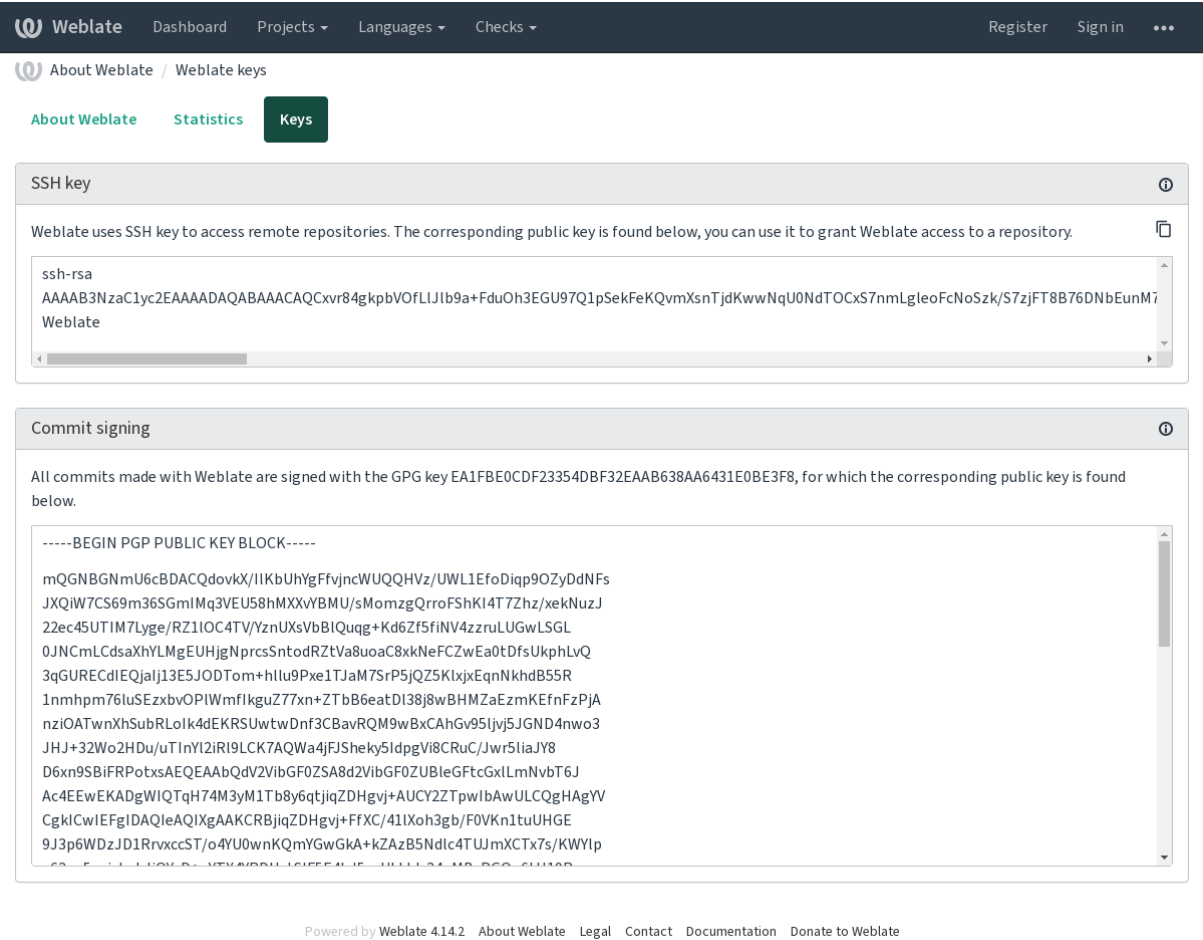 Weblate Dashboard Projects Languages Checks Register Sign in
About Weblate / Weblate keys
About Weblate Statistics Keys
SSH key
Weblate uses SSH key to access remote repositories. The corresponding public key is found below, you can use it to grant Weblate access to a repository.
ssh-rsa
AAAAB3NzaC1yc2EAAAADAQABAAACAQCxvr84gkpbVOfLIJlb9a+FduOh3EGU97Q1pSekFeKQvmXsnTjdKwwNqU0NdTOCxS7nmLgleoFcNoSzk/S7zjFT8B76DNbEunM7
Weblate
Commit signing
All commits made with Weblate are signed with the GPG key EA1FBE0CDF23354DBF32EAAB638AA6431E0BE3F8, for which the corresponding public key is found
below.
-----BEGIN PGP PUBLIC KEY BLOCK-----
mQGNBGNmU6cBDACQdovkX/IlKbUhYgFfvjncWUQQHVz/UWL1EfoDiqp9OZyDdNFs
JXQiW7CS69m36SGmIMq3VEU58hMXXvYBMU/sMomzgQrroFShKI4T7Zhz/xekNuzJ
22ec45UTIM7Lyge/RZ1lOC4TV/YznUXsVbBlQuqg+Kd6Zf5fiNV4zzruLUGwLSGL
0JNCmLCdsaXhYLMgEUHjgNprcsSntodRZtVa8uoaC8xkNeFCZwEa0tDfsUkphLvQ
3qGURECdIEQjaIj13E5JODTom+hllu9Pxe1TJaM7SrP5jQZ5KlxjxEqnNkhdB55R
1nmhpm76luSEzxbvOPlWmfIkguZ77xn+ZTbB6eatDl38j8wBHMZaEzmKEfnFzPjA
nziOATwnXhSubRLoIk4dEKRSUwtwDnf3CBavRQM9wBxCAhGv95ljvj5JGND4nwo3
JHJ+32Wo2HDu/uTInYl2iRl9LCK7AQWa4jFJSheky5IdpgVi8CRuC/Jwr5liaJY8
D6xn9SBiFRPotxsAEQEAAbQdV2VibGF0ZSA8d2VibGF0ZUBleGFtcGxlLmNvbT6J
Ac4EEwEKADgWIQTqH74M3yM1Tb8y6qtjiqZDHgvj+AUCY2ZTpwIbAwULCQgHAgYV
CgkICwIEFgIDAQIeAQIXgAAKCRBjiqZDHgvj+FfXC/41lXoh3gb/F0VKn1tuUHGE
9J3p6WDzJD1RrvxccST/o4YU0wnKQmYGwGkA+kZAzB5Ndlc4TUJmXCTx7s/KWYlp
Powered by Weblate 4.14.2 About Weblate Legal Contact Documentation Donate to Weblate